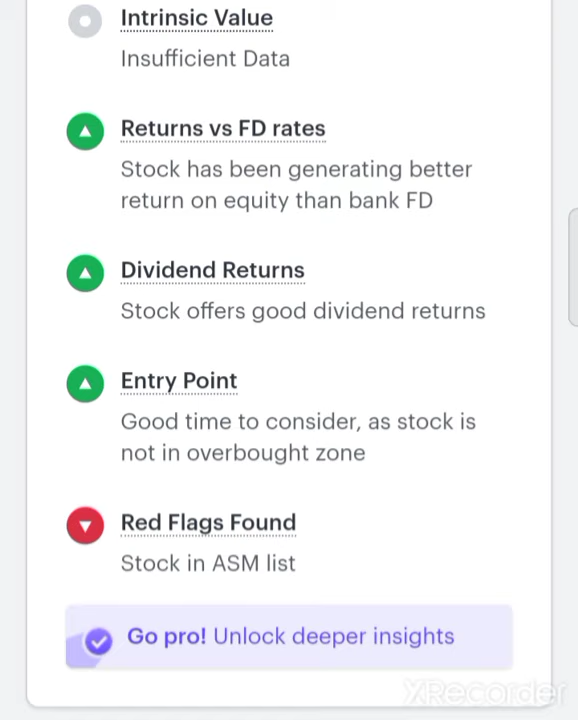 Intrinsic Value
Insufficient Data
Returns vs FD rates
Stock has been generating better
return on equity than bank FD
Dividend Returns
Stock offers good dividend returns
Entry Point
Good time to consider, as stock is
not in overbought zone
Red Flags Found
Stock in ASM list
Go pro! Unlock deeper insights
XRecorder